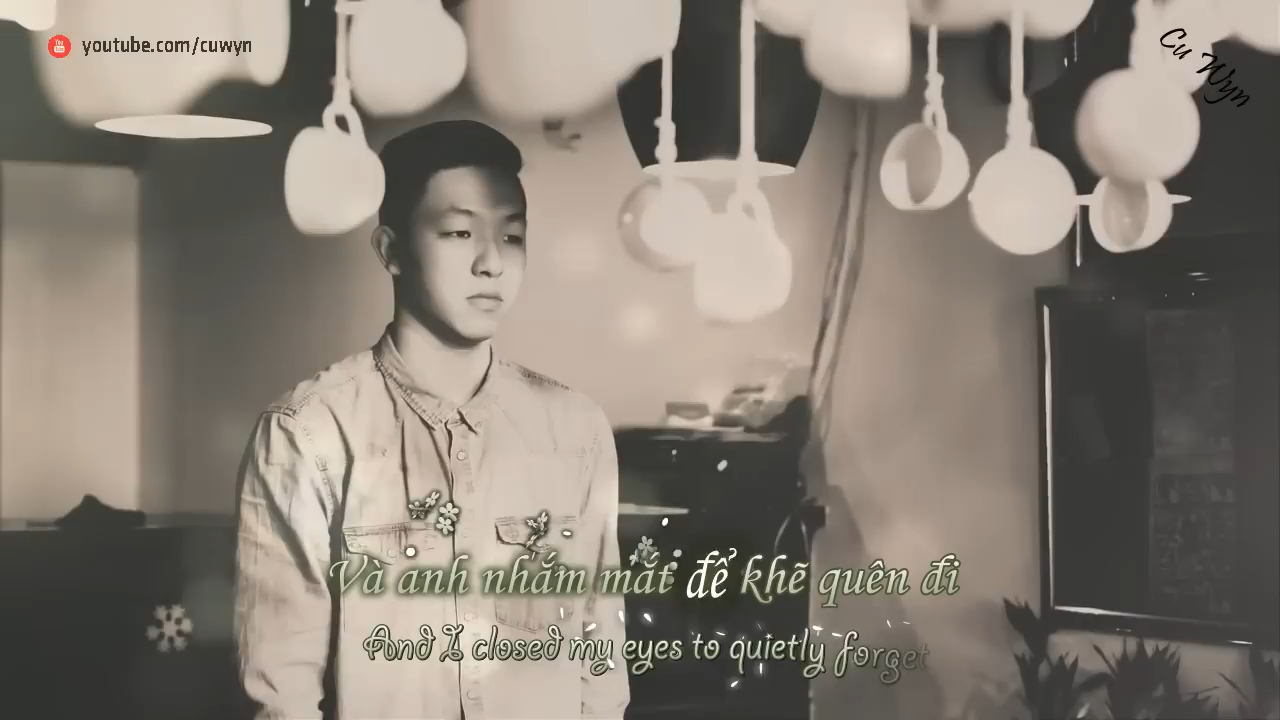 youtube.com/cuwyn
Cu Wyn
Và anh nhắm mắt để khẽ quên đi
And I closed my eyes to quietly forget